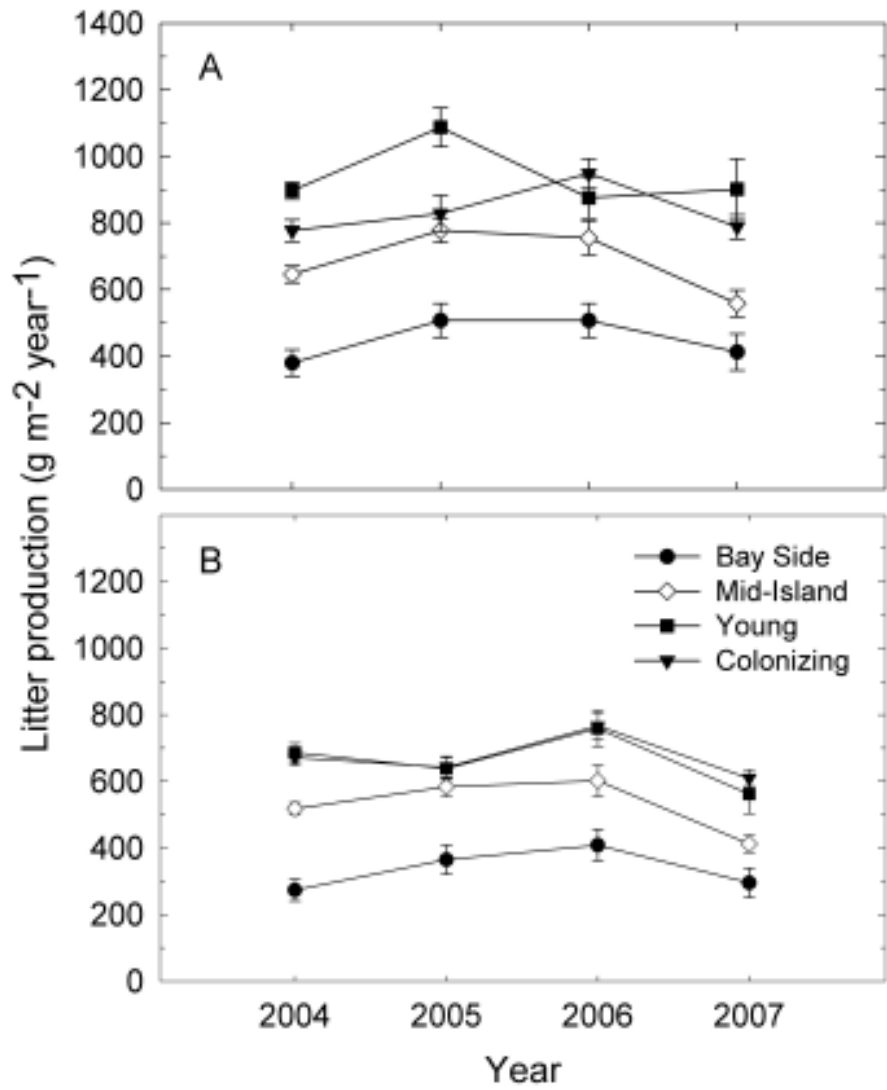 Litter production (g m-2 year-1)
1400
A
1200
1000
800
600
400
200
0
B
Bay Side
1200
Mid-Island
1000
Young
Colonizing
800
600
400
200
0
2004 2005 2006 2007
Year